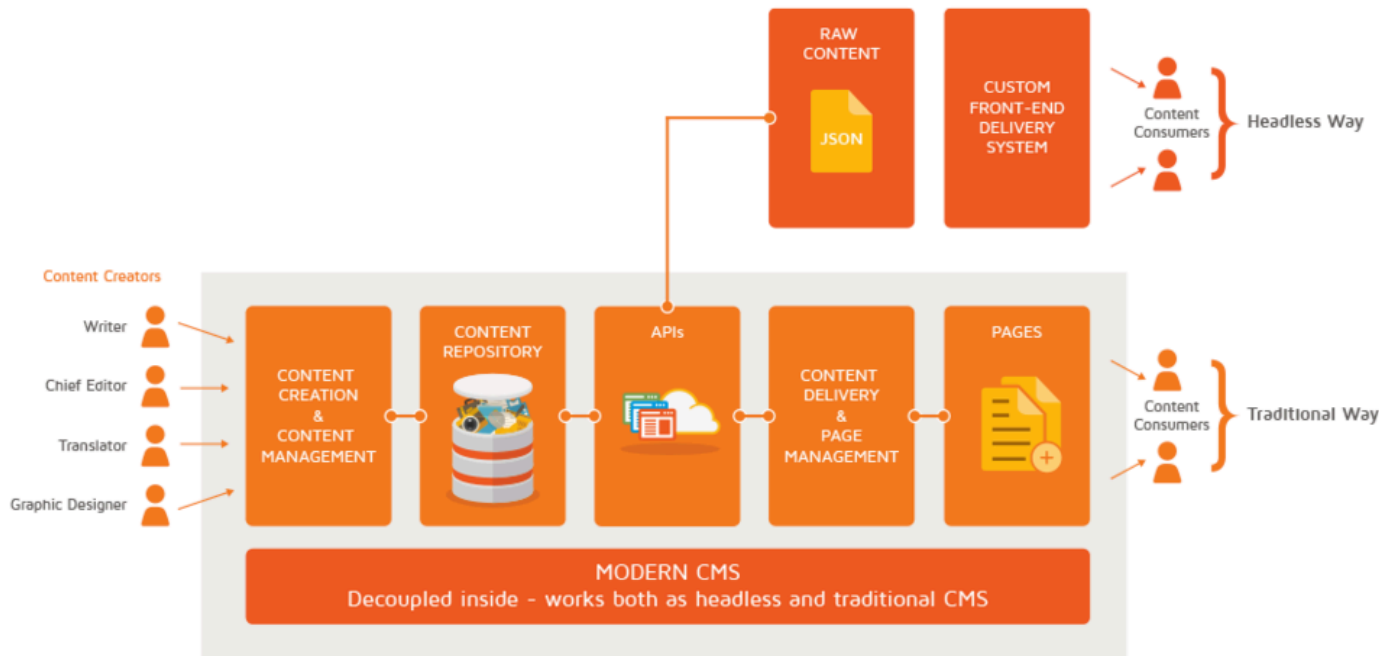 RAW
CONTENT
JSON
CUSTOM
FRONT-END
DELIVERY
SYSTEM
Content
Consumers
Headless Way
Content Creators
Writer
Chief Editor
Translator
Graphic Designer
CONTENT
CREATION
&
CONTENT
MANAGEMENT
CONTENT
REPOSITORY
APIs
CONTENT
DELIVERY
&
PAGE
MANAGEMENT
PAGES
Content
Consumers
Traditional Way
MODERN CMS
Decoupled inside - works both as headless and traditional CMS